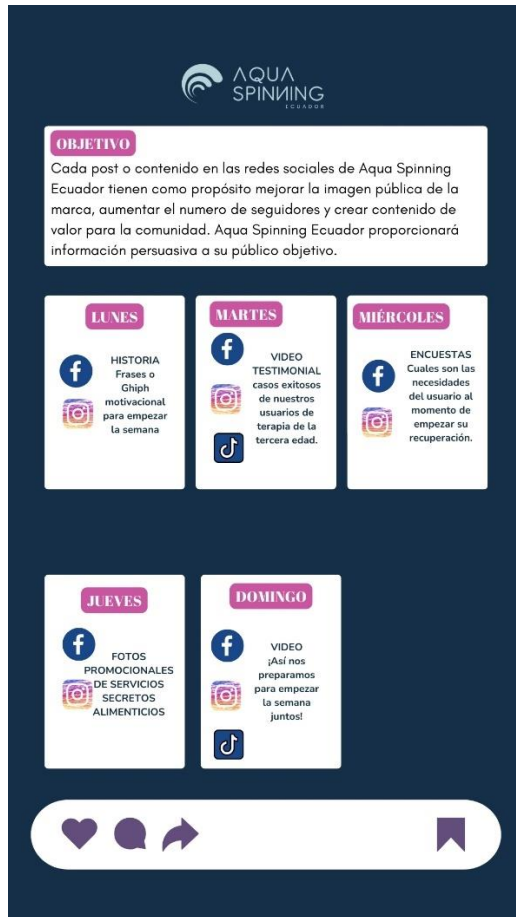 AQUA
SPINNING
ECUADOR
OBJETIVO
Cada post o contenido en las redes sociales de Aqua Spinning
Ecuador tienen como propósito mejorar la imagen pública de la
marca, aumentar el numero de seguidores y crear contenido de
valor para la comunidad. Aqua Spinning Ecuador proporcionará
información persuasiva a su público objetivo.
LUNES
HISTORIA
Frases o
Ghiph
motivacional
para empezar
la semana
MARTES
VIDEO
TESTIMONIAL
casos exitosos
de nuestros
usuarios de
terapia de la
tercera edad.
MIÉRCOLES
ENCUESTAS
Cuales son las
necesidades
del usuario al
momento de
empezar su
recuperación.
JUEVES
FOTOS
PROMOCIONALES
DE SERVICIOS
SECRETOS
ALIMENTICIOS
DOMINGO
VIDEO
¡Así nos
preparamos
para empezar
la semana
juntos!